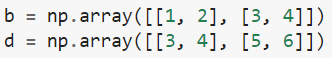 b = np.array([[1, 2], [3, 4]])
d = np.array([[3, 4], [5, 6]])